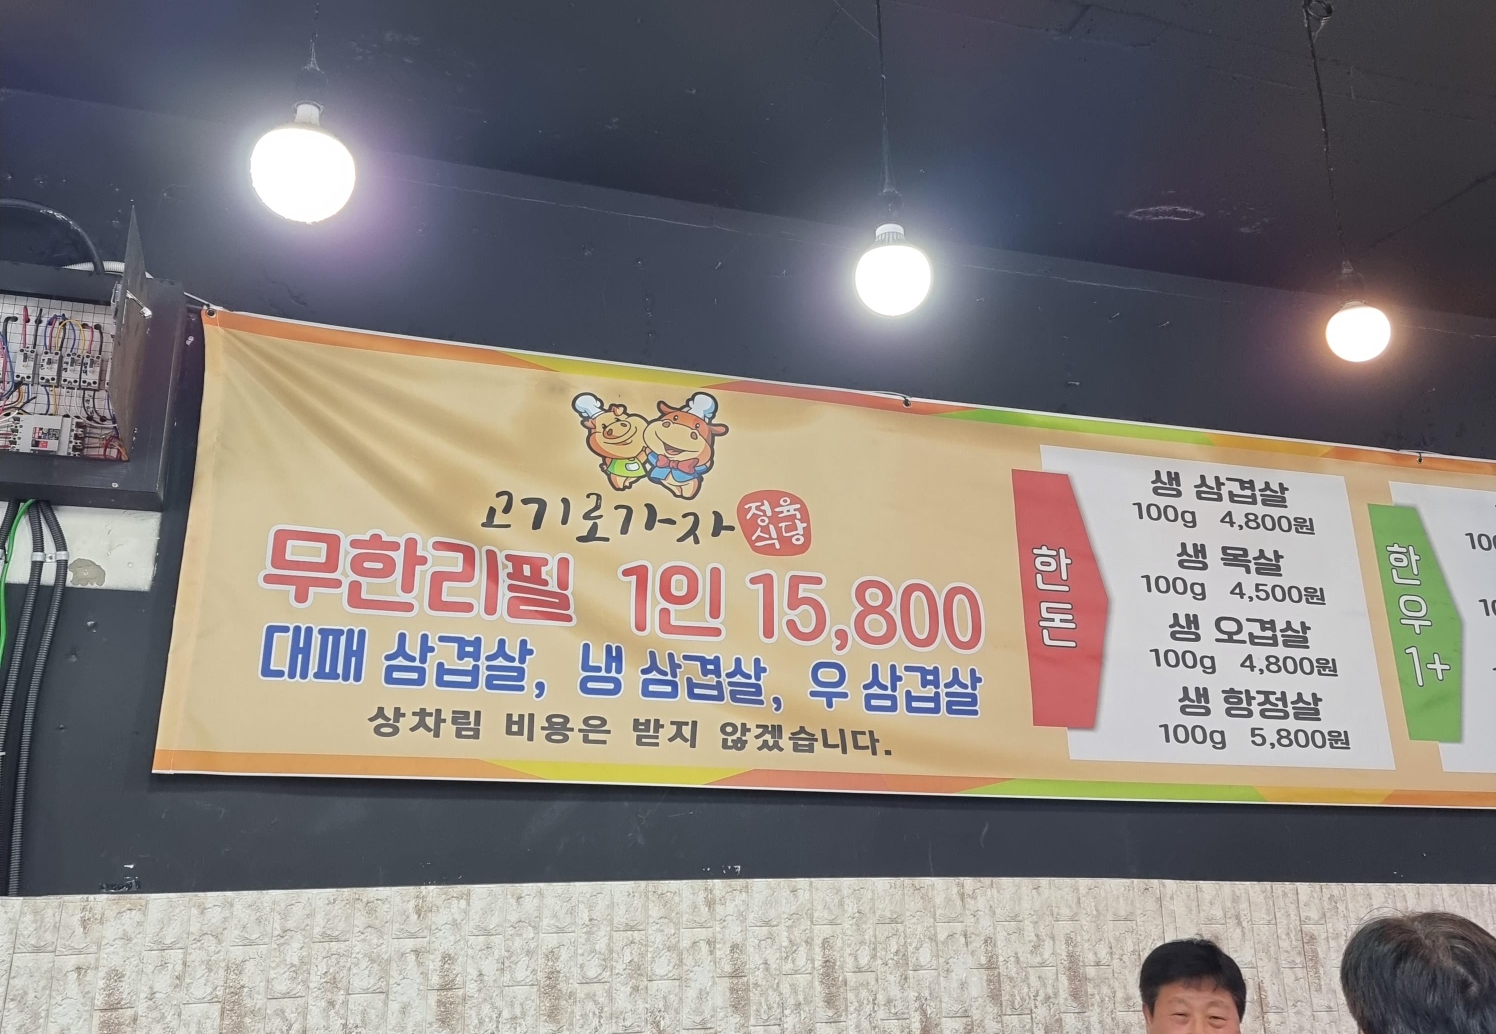 고기로가자 정육식당
무한리필 1인 15,800
대패 삼겹살, 냉 삼겹살, 우 삼겹살
상차림 비용은 받지 않겠습니다.
한돈
생 삼겹살
100g 4,800원
생 목살
100g 4,500원
생 오겹살
100g 4,800원
생 항정살
100g 5,800원
한우 1+